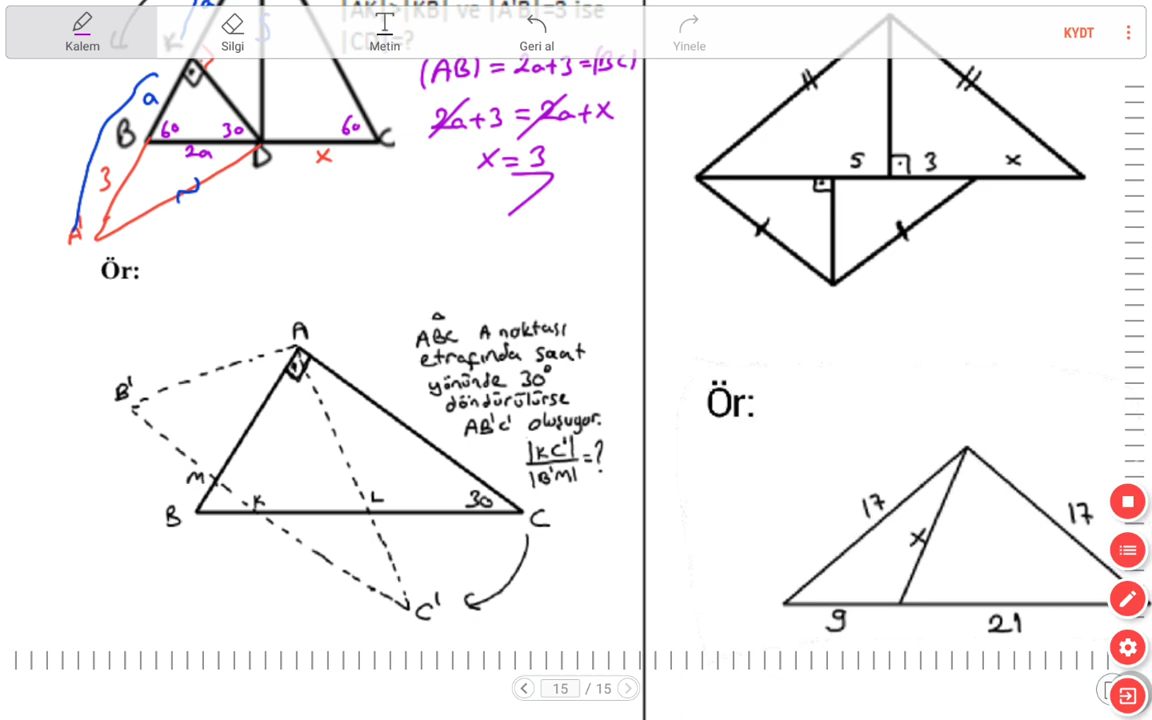 |AK|>|KB| ve |A'B|=3 ise
|CD|=?
Kalem
Silgi
Metin
Geri al
Yinele
KYDT
K
a
B
60
30
60
C
2a
D
x
3
A'
|AB| = 2a+3 = |BC|
2a+3 = 2a+x
x = 3
5
3
x
Ör:
A
B'
M
B
K
L
30
C
C'
ABC A noktası
etrafında saat
yönünde 30°
döndürülürse
AB'C' oluşuyor.
|KC'|
|B'M|
=?
Ör:
17
x
17
9
21
15 / 15